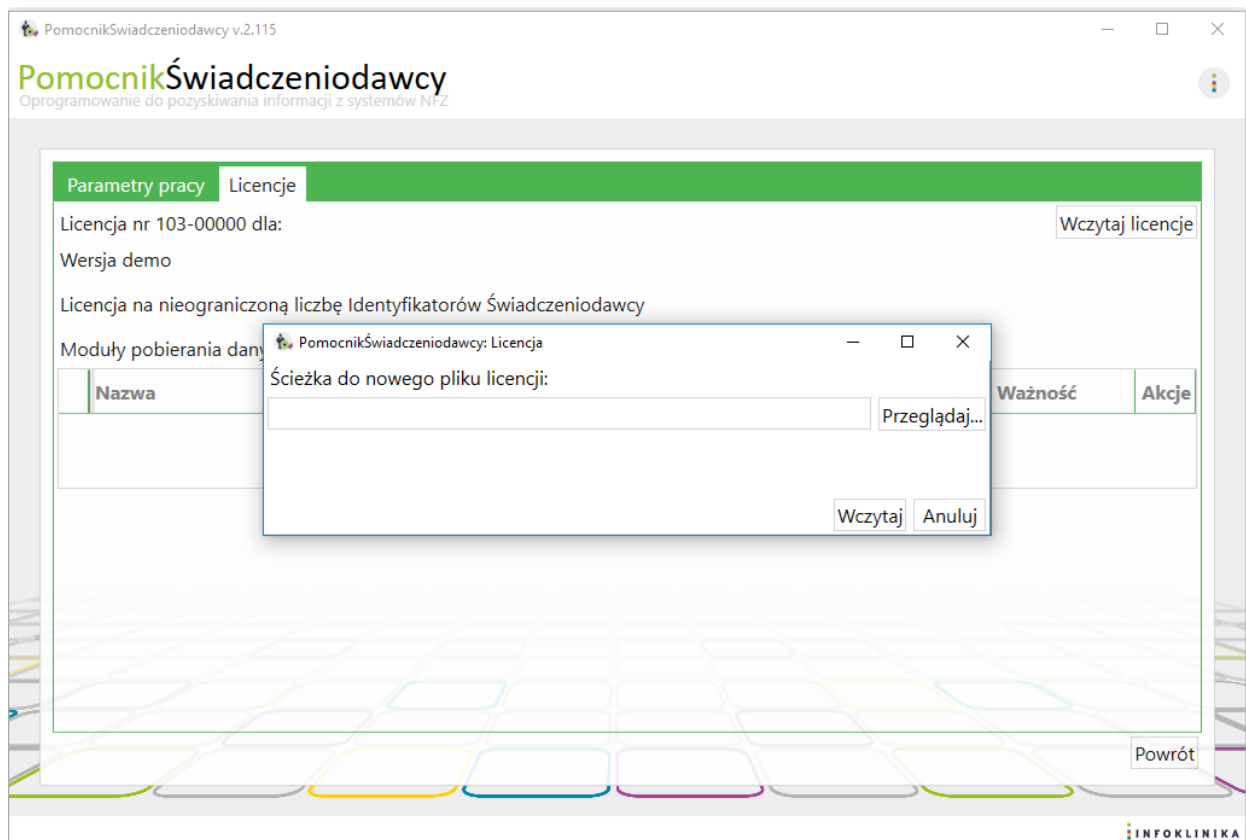 PomocnikSwiadczeniodawcy v.2.115
PomocnikŚwiadczeniodawcy
Oprogramowanie do pozyskiwania informacji z systemów NFZ
Parametry pracy Licencje
Licencja nr 103-00000 dla: Wczytaj licencje
Wersja demo
Licencja na nieograniczoną liczbę Identyfikatorów Świadczeniodawcy
Moduły pobierania
Nazwa Ważność Akcje
PomocnikŚwiadczeniodawcy: Licencja
Ścieżka do nowego pliku licencji:
Przeglądaj...
Wczytaj Anuluj
Powrót
INFOKLINIKA